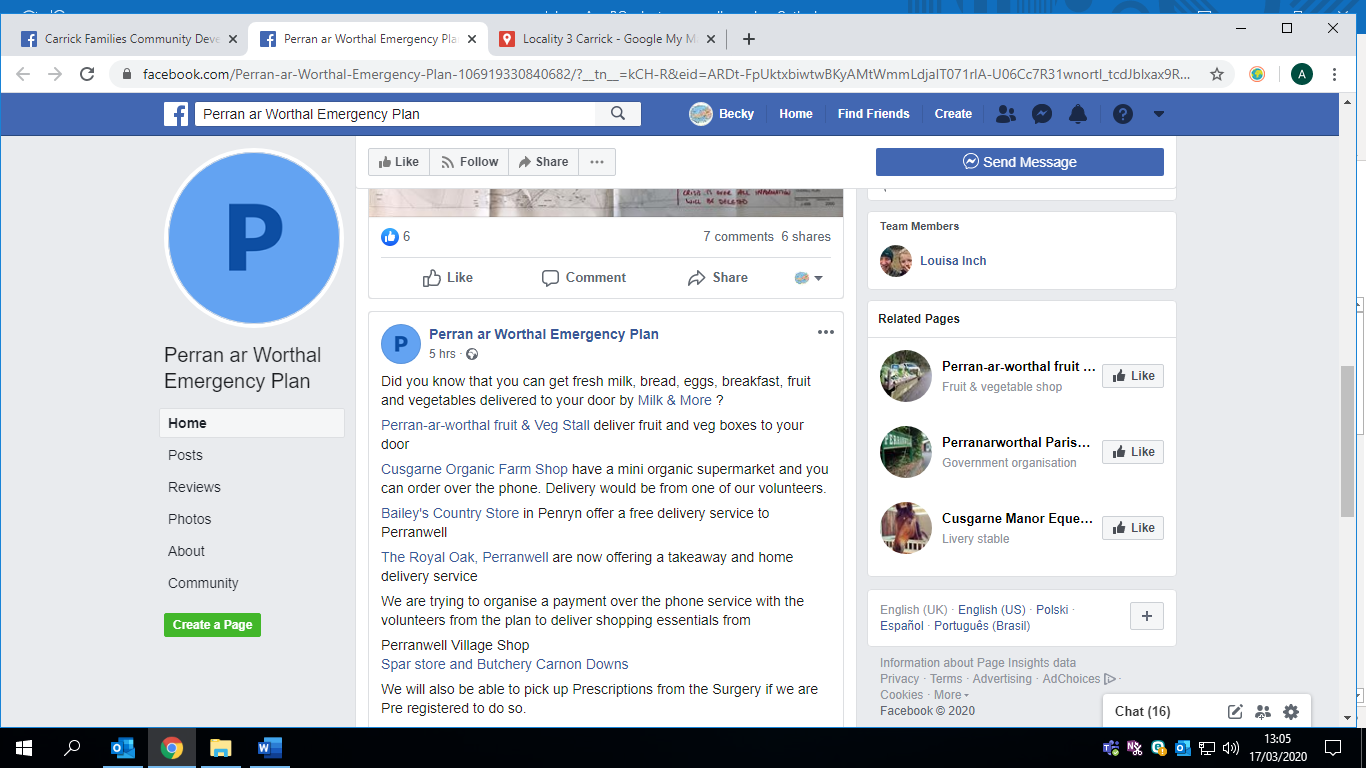 Carrick Families Community Deve
Perran ar Worthal Emergency Pla
Locality 3 Carrick - Google My M
facebook.com/Perran-ar-Worthal-Emergency-Plan-106919330840682/?__tn__=kCH-R&eid=ARDt-FpUktxbiwtwBKyAMtWmmLdjaIT071rIA-U06Cc7R31wnortI_tcdJbIxax9R...
A
Perran ar Worthal Emergency Plan
Becky
Home
Find Friends
Create
Like
Follow
Share
Send Message
WILL BE DELETED
6
7 comments 6 shares
Like
Comment
Share
P
Perran ar Worthal
Emergency Plan
Home
Posts
Reviews
Photos
About
Community
Create a Page
P
Perran ar Worthal Emergency Plan
5 hrs ·
Did you know that you can get fresh milk, bread, eggs, breakfast, fruit
and vegetables delivered to your door by Milk & More ?
Perran-ar-worthal fruit & Veg Stall deliver fruit and veg boxes to your
door
Cusgarne Organic Farm Shop have a mini organic supermarket and you
can order over the phone. Delivery would be from one of our volunteers.
Bailey's Country Store in Penryn offer a free delivery service to
Perranwell
The Royal Oak, Perranwell are now offering a takeaway and home
delivery service
We are trying to organise a payment over the phone service with the
volunteers from the plan to deliver shopping essentials from
Perranwell Village Shop
Spar store and Butchery Carnon Downs
We will also be able to pick up Prescriptions from the Surgery if we are
Pre registered to do so.
Team Members
Louisa Inch
Related Pages
Perran-ar-worthal fruit ...
Fruit & vegetable shop
Like
Perranarworthal Paris...
Government organisation
Like
Cusgarne Manor Eque...
Livery stable
Like
English (UK) · English (US) · Polski ·
Español · Português (Brasil)
Information about Page Insights data
Privacy · Terms · Advertising · AdChoices ·
Cookies · More
Facebook © 2020
Chat (16)
13:05
17/03/2020